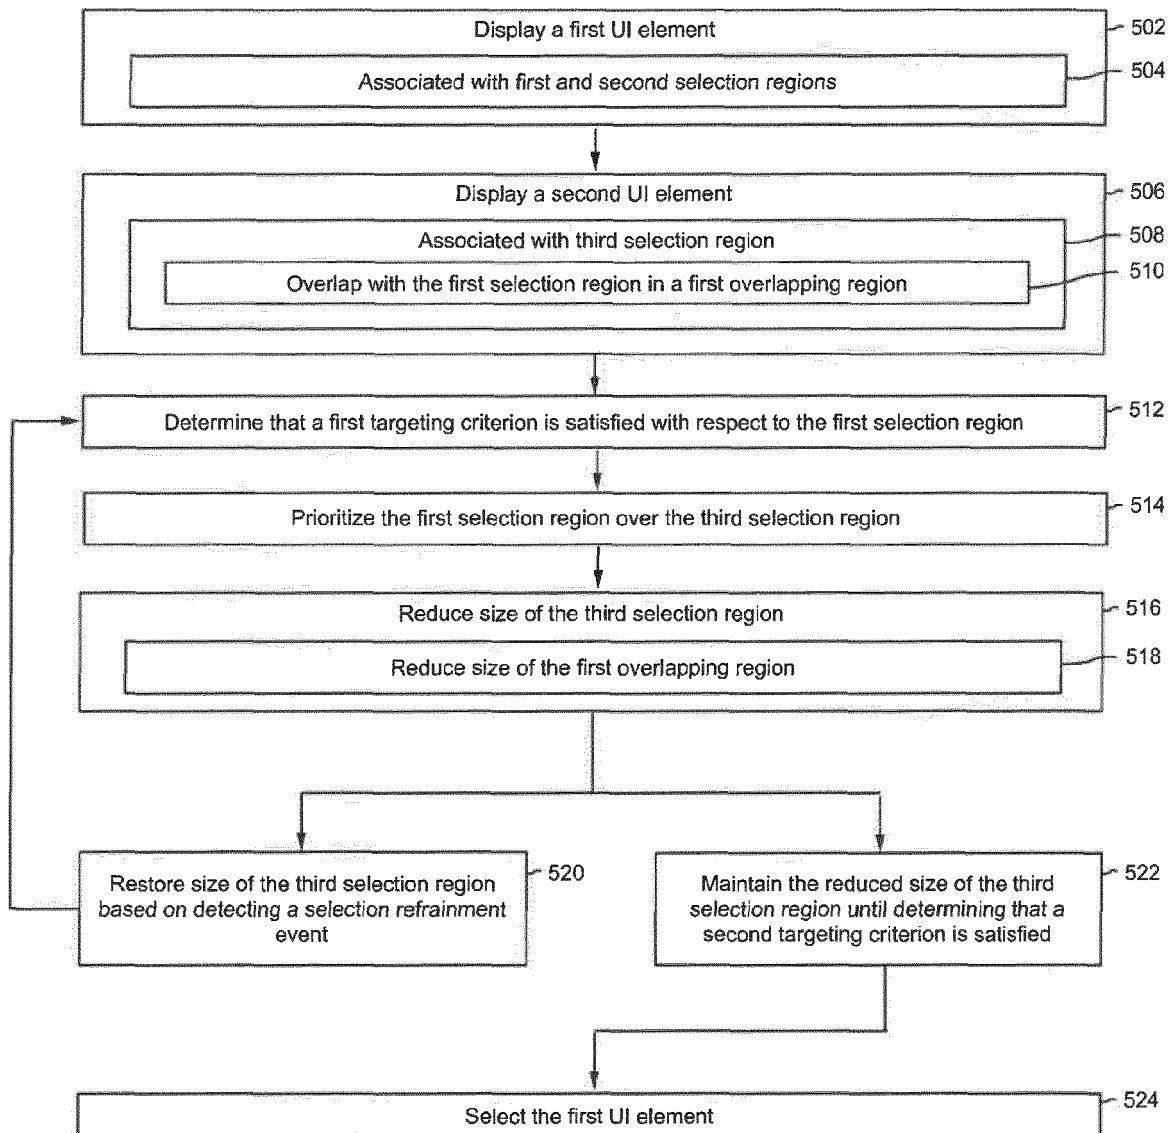 Display a first UI element
502
Associated with first and second selection regions
504
Display a second UI element
506
Associated with third selection region
508
Overlap with the first selection region in a first overlapping region
510
Determine that a first targeting criterion is satisfied with respect to the first selection region
512
Prioritize the first selection region over the third selection region
514
Reduce size of the third selection region
516
Reduce size of the first overlapping region
518
Restore size of the third selection region
based on detecting a selection refrainment
event
520
Maintain the reduced size of the third
selection region until determining that a
second targeting criterion is satisfied
522
Select the first UI element
524